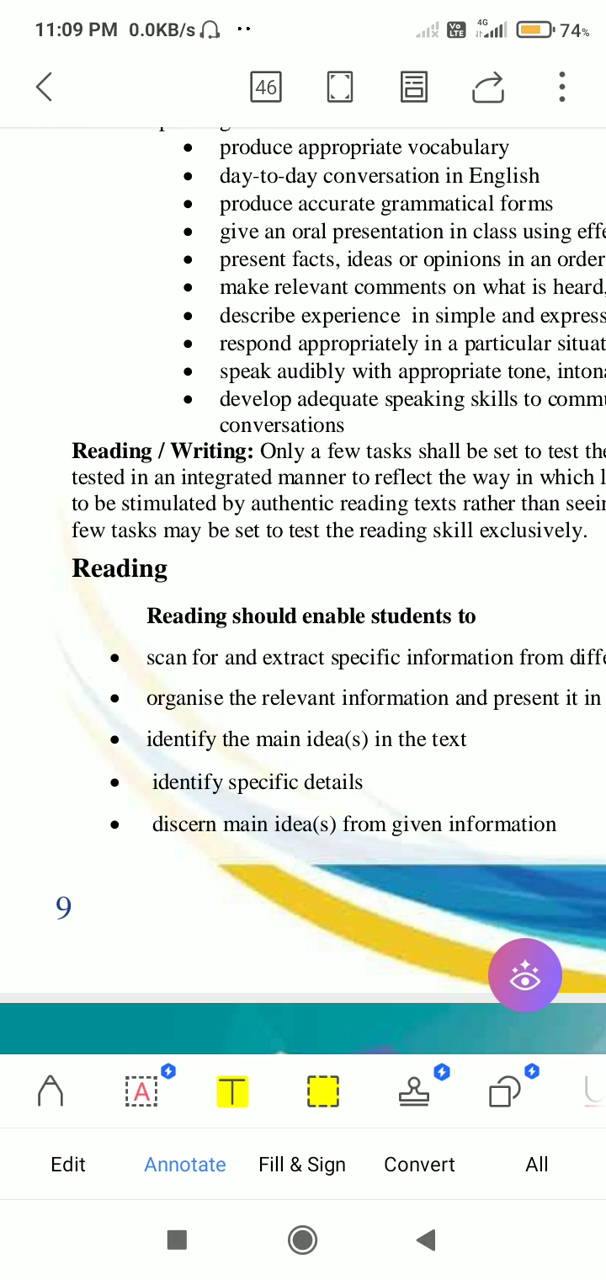 11:09 PM 0.0KB/s
Vo LTE 4G 74%
46
• produce appropriate vocabulary
• day-to-day conversation in English
• produce accurate grammatical forms
• give an oral presentation in class using effe
• present facts, ideas or opinions in an order
• make relevant comments on what is heard,
• describe experience in simple and express
• respond appropriately in a particular situat
• speak audibly with appropriate tone, intona
• develop adequate speaking skills to commu
conversations
Reading / Writing: Only a few tasks shall be set to test the
tested in an integrated manner to reflect the way in which l
to be stimulated by authentic reading texts rather than seein
few tasks may be set to test the reading skill exclusively.
Reading
Reading should enable students to
• scan for and extract specific information from diffe
• organise the relevant information and present it in
• identify the main idea(s) in the text
• identify specific details
• discern main idea(s) from given information
9
A T
Edit Annotate Fill & Sign Convert All